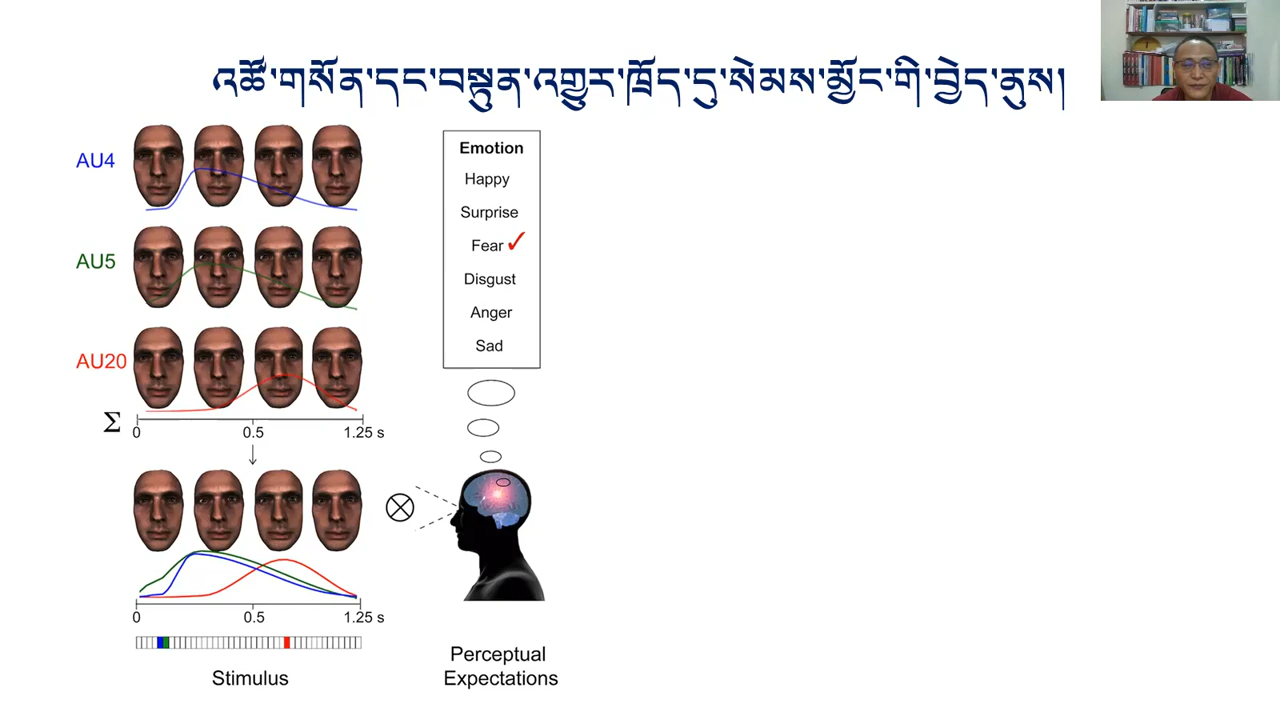 འཚོ་གསོན་དང་བསྟུན་འགྱུར་ཁྲོད་དུ་སེམས་མྱོང་གི་བྱེད་ནུས།
AU4
AU5
AU20
Σ
0 0.5 1.25 s
0 0.5 1.25 s
Stimulus
Emotion
Happy
Surprise
Fear ✓
Disgust
Anger
Sad
Perceptual
Expectations